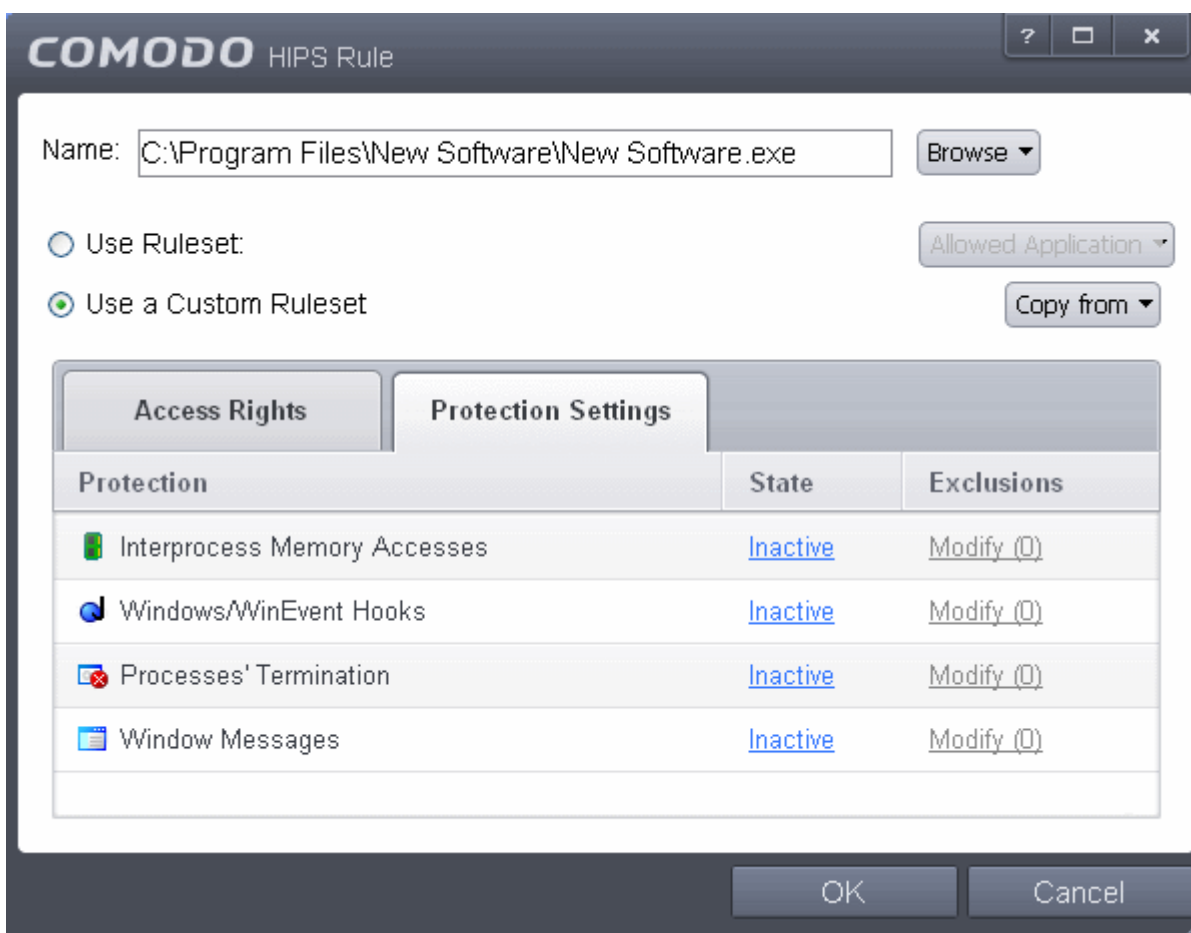 COMODO HIPS Rule
?
x
Name: C:\Program Files\New Software\New Software.exe Browse
Use Ruleset: Allowed Application
Use a Custom Ruleset Copy from
Access Rights Protection Settings
Protection State Exclusions
Interprocess Memory Accesses Inactive Modify (0)
Windows/WinEvent Hooks Inactive Modify (0)
Processes' Termination Inactive Modify (0)
Window Messages Inactive Modify (0)
OK Cancel